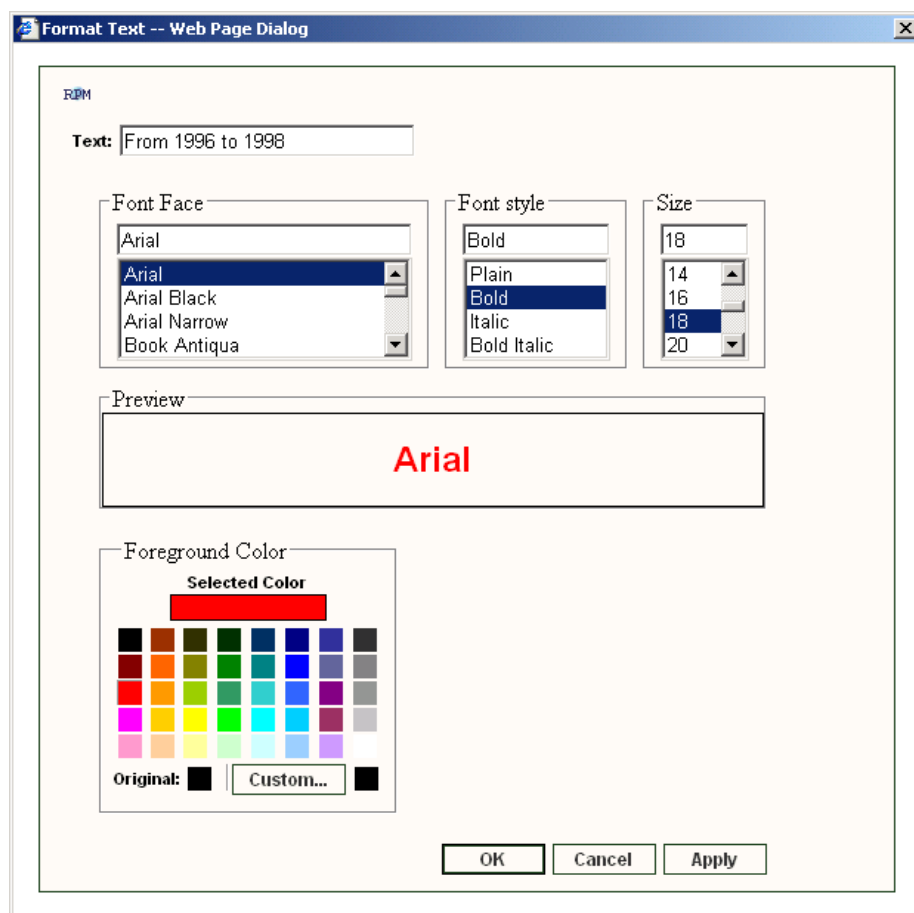 Format Text -- Web Page Dialog
RPM
Text: From 1996 to 1998
Font Face
Font style
Size
Arial
Bold
18
Arial
Plain
14
Arial Black
Bold
16
Arial Narrow
Italic
18
Book Antiqua
Bold Italic
20
Preview
Arial
Foreground Color
Selected Color
Original:
Custom...
OK
Cancel
Apply